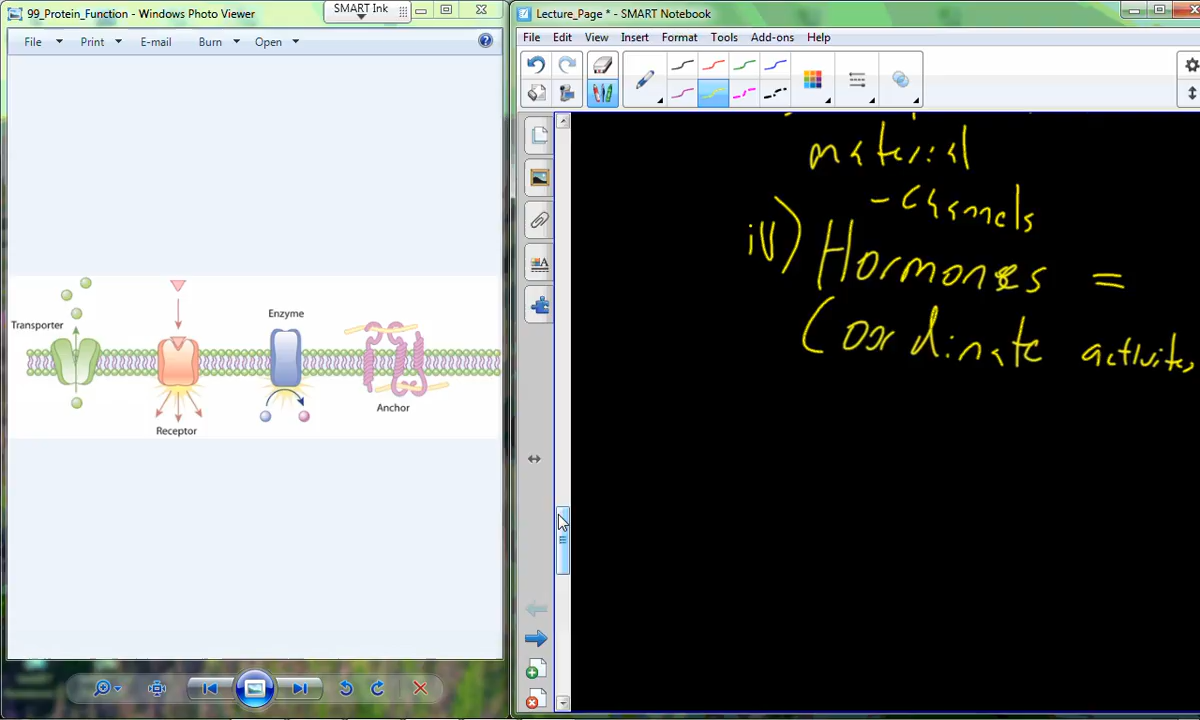 99_Protein_Function - Windows Photo Viewer
SMART Ink
File Print E-mail Burn Open
Transporter
Enzyme
Receptor
Anchor
Lecture_Page * - SMART Notebook
File Edit View Insert Format Tools Add-ons Help
material
- channels
iv) Hormones =
Coordinate activites